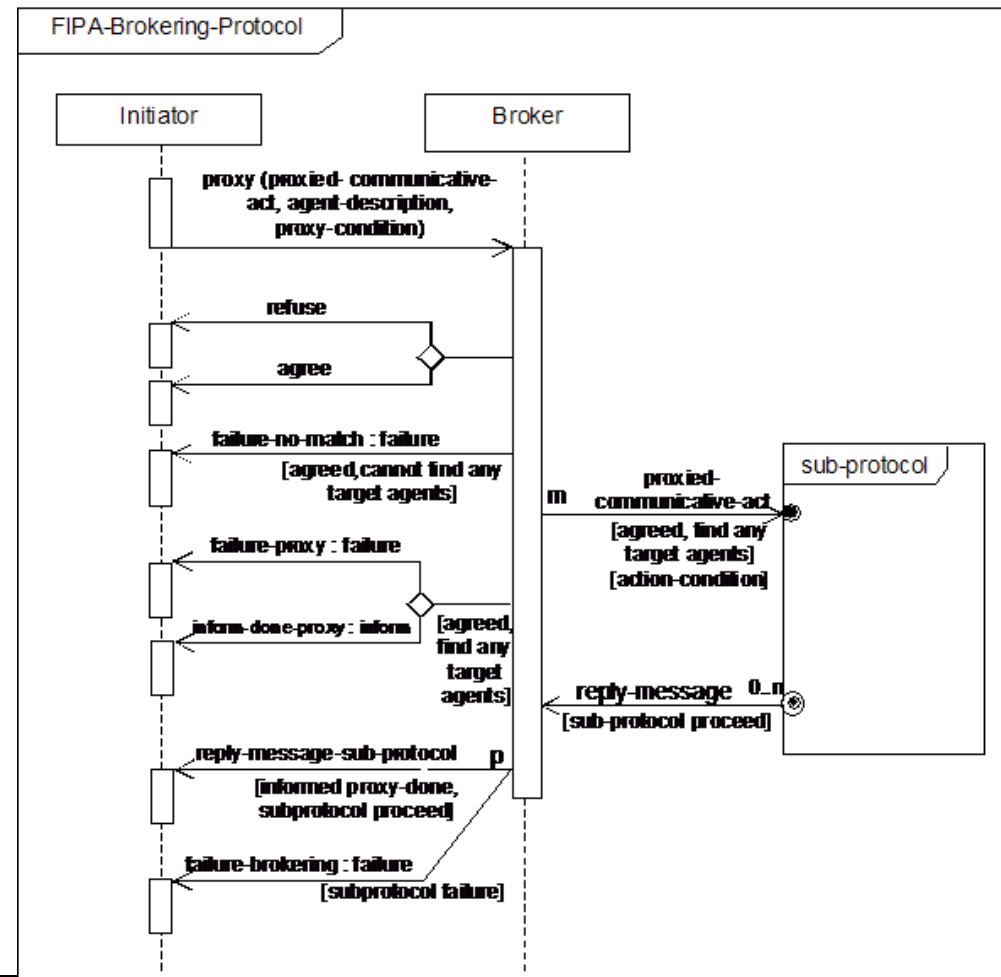 FIPA-Brokering-Protocol
Initiator
Broker
proxy (proxied- communicative-
act, agent-description,
proxy-condition)
refuse
agree
failure-no-match : failure
[agreed,cannot find any
target agents]
sub-protocol
m
proxied-
communicative-act
[agreed, find any
target agents]
[action-condition]
failure-proxy : failure
inform-done-proxy : inform
[agreed,
find any
target
agents]
reply-message 0..n
[sub-protocol proceed]
reply-message-sub-protocol
p
[informed proxy-done,
subprotocol proceed]
failure-brokering : failure
[subprotocol failure]